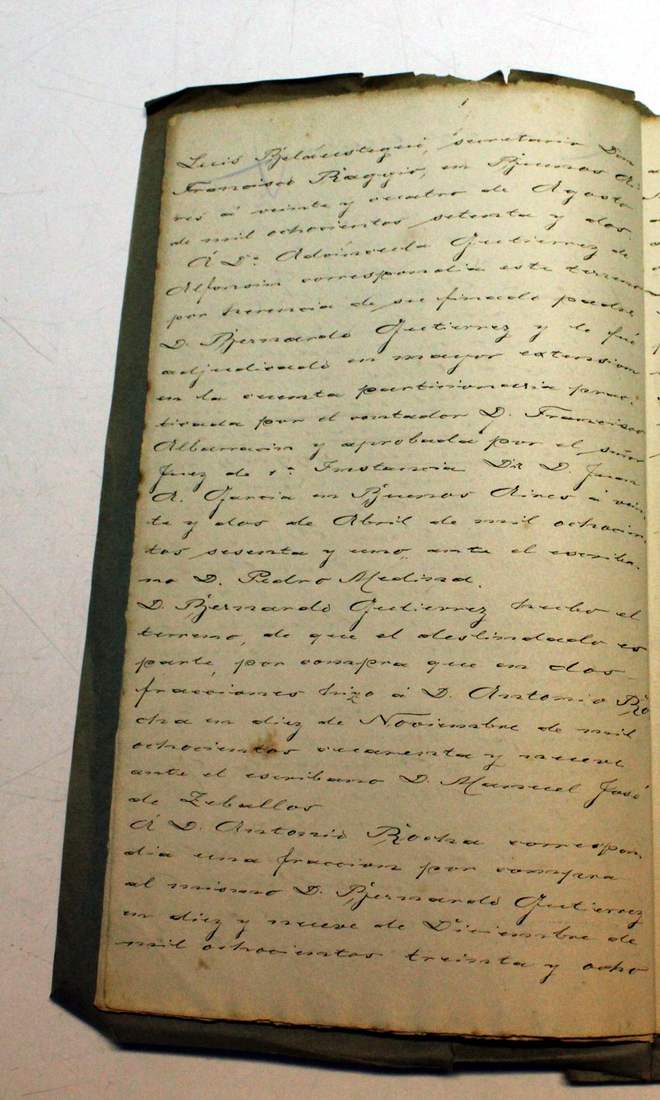 Luis Belaustegui, secretario Don
Francisco Raggio, en Buenos Ai-
res á veinte y cuatro de Agosto
de mil ochocientos setenta y dos.
Á Da. Adoinvula Gutierrez de
Alfonsin correspondia este terreno
por herencia de su finado padre
D. Bernardo Gutierrez y le fué
adjudicado en mayor extension
en la cuenta particionaria prac-
ticada por el contador D. Francisco
Albarracin y aprobada por el señor
Juez de 1a. Instancia Dr. D. Juan
A. Garcia en Buenos Aires á vein-
te y dos de Abril de mil ochocien
tos sesenta y uno, ante el escriba-
no D. Pedro Medina.
D. Bernardo Gutierrez hubo el
terreno, de que el deslindado es
parte, por compra que en dos
fracciones hizo á D. Antonio Ro
cha en diez de Noviembre de mil
ochocientos cuarenta y nueve
ante el escribano D. Manuel José
de Zeballos
Á D. Antonio Rocha correspon-
dia una fraccion por compra
al mismo D. Bernardo Gutierrez
en diez y nueve de Diciembre de
mil ochocientos treinta y ocho